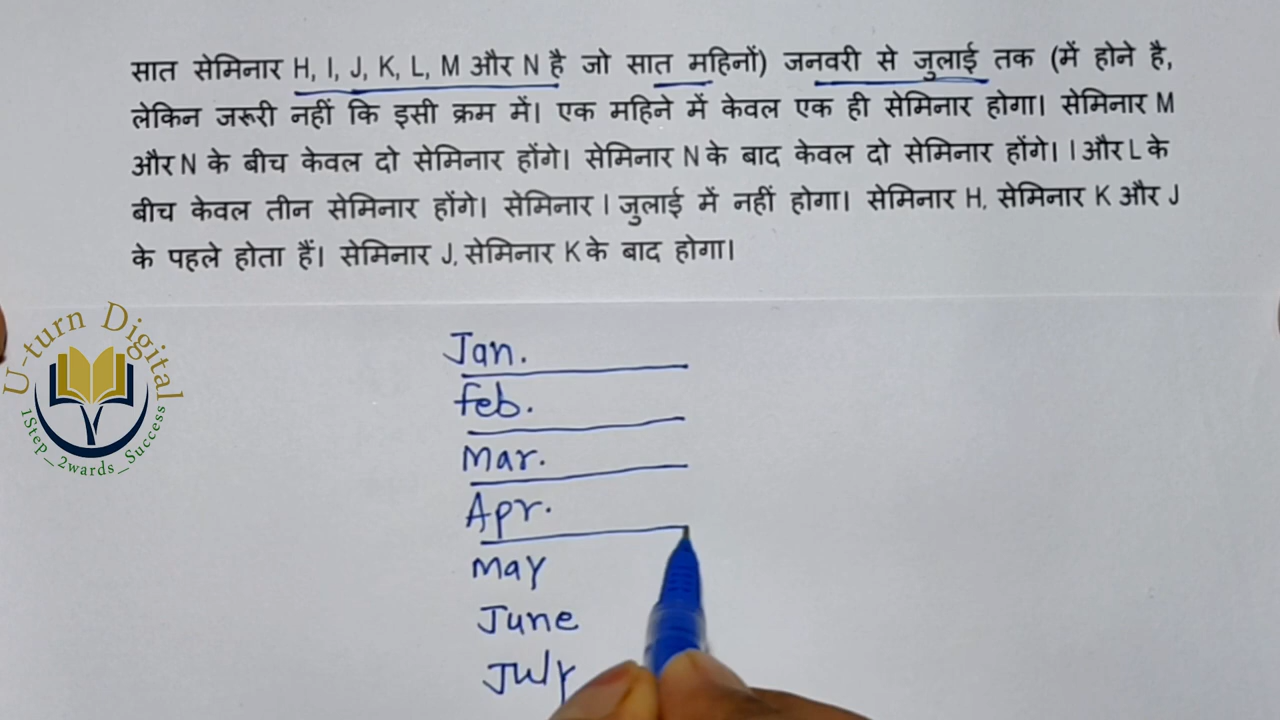 सात सेमिनार H, I, J, K, L, M और N है जो सात महिनों) जनवरी से जुलाई तक (में होने है,
लेकिन जरूरी नहीं कि इसी क्रम में। एक महिने में केवल एक ही सेमिनार होगा। सेमिनार M
और N के बीच केवल दो सेमिनार होंगे। सेमिनार N के बाद केवल दो सेमिनार होंगे। I और L के
बीच केवल तीन सेमिनार होंगे। सेमिनार I जुलाई में नहीं होगा। सेमिनार H, सेमिनार K और J
के पहले होता हैं। सेमिनार J, सेमिनार K के बाद होगा।
U-turn Digital
1Step_2wards_Success
Jan.
feb.
Mar.
Apr.
May
June
July